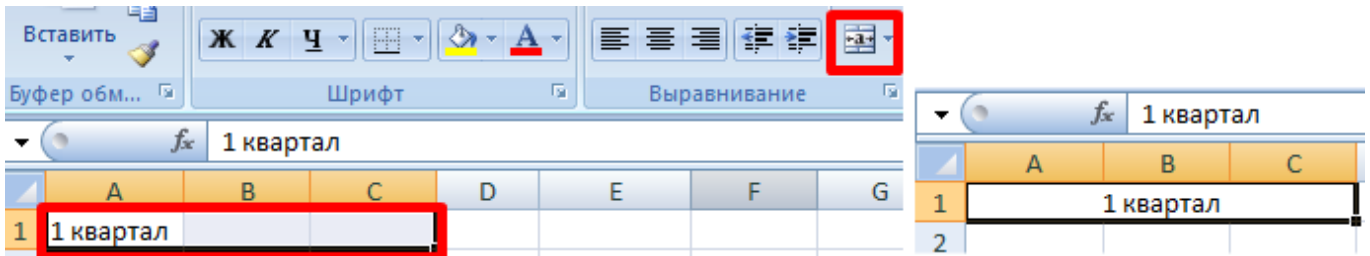 Вставить
Ж К Ч А
a
Буфер обм... Шрифт Выравнивание
fx 1 квартал
A B C D E F G
1 1 квартал
fx 1 квартал
A B C
1 1 квартал
2